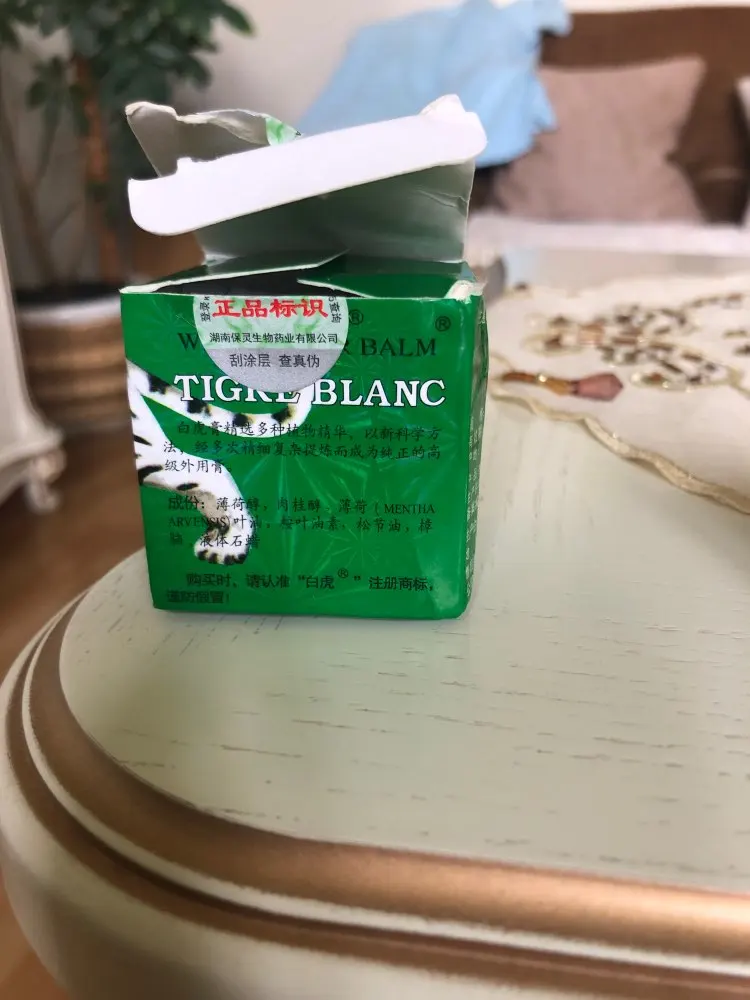 正品标识
查询
湖南保灵生物药业有限公司
刮涂层 查真伪
BALM®
TIGRE BLANC
白虎膏精选多种植物精华，以新科学方
法，经多次精细复杂提炼而成为纯正的高
级外用膏。
成份：薄荷醇，肉桂醇、薄荷（MENTHA
ARVENSIS)叶油，桉叶油素，松节油，樟
液体石蜡
购买时，请认准“白虎®”注册商标，
谨防假冒！